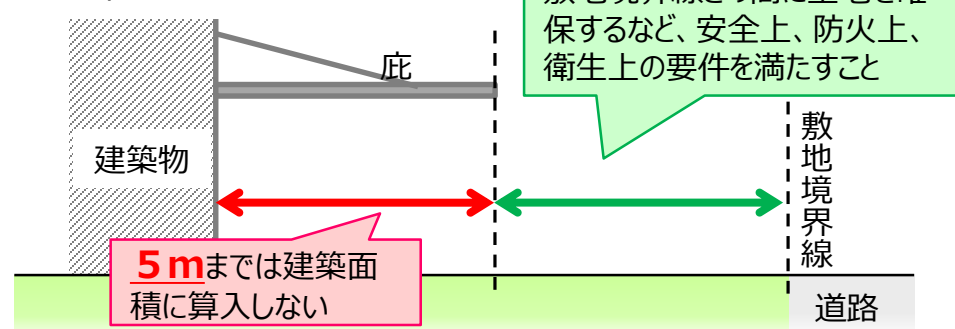 保するなど、安全上、防火上、
衛生上の要件を満たすこと
庇
建築物
敷地境界線
５ｍまでは建築面
積に算入しない
道路